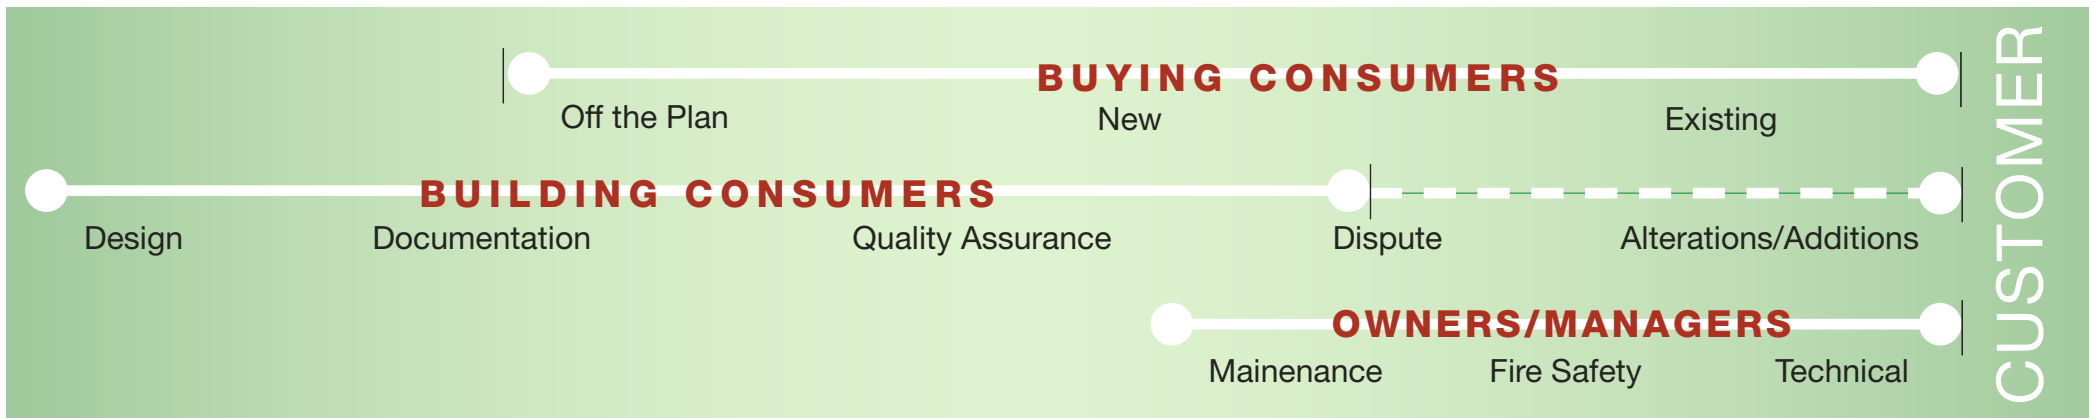 BUYING CONSUMERS
Off the Plan New Existing
BUILDING CONSUMERS
Design Documentation Quality Assurance Dispute Alterations/Additions
OWNERS/MANAGERS
Mainenance Fire Safety Technical
CUSTOMER